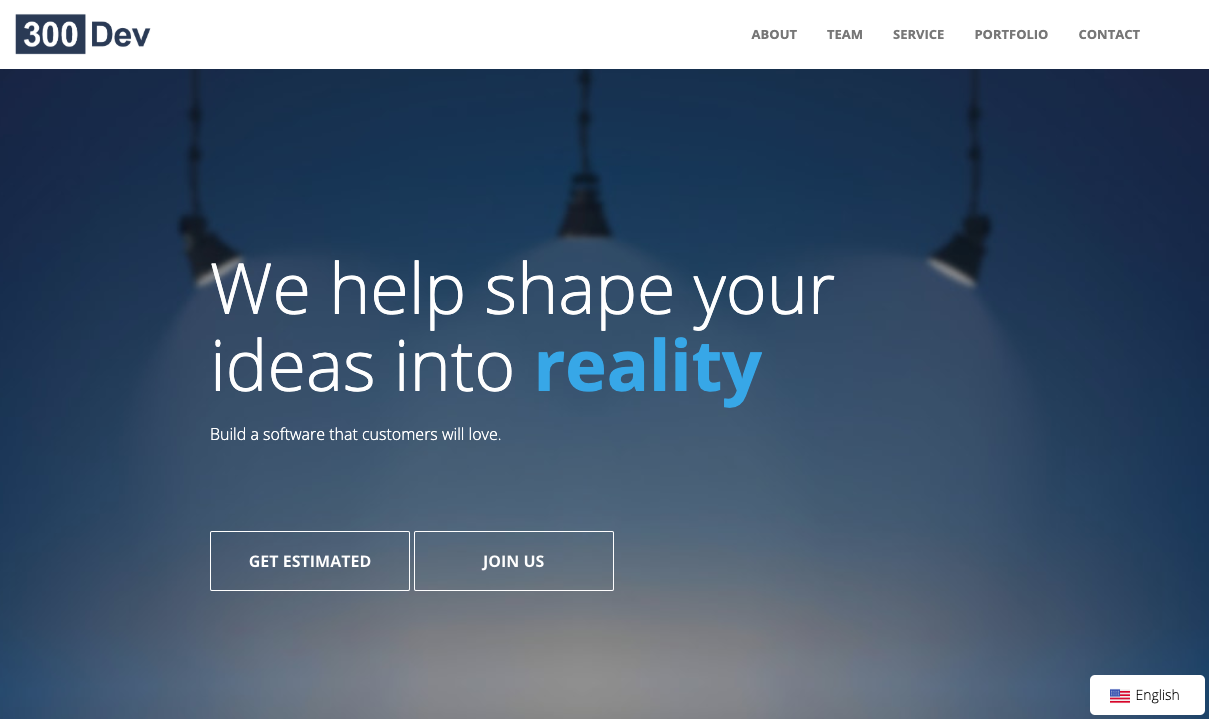 300 Dev
ABOUT TEAM SERVICE PORTFOLIO CONTACT
We help shape your
ideas into reality
Build a software that customers will love.
GET ESTIMATED JOIN US
English